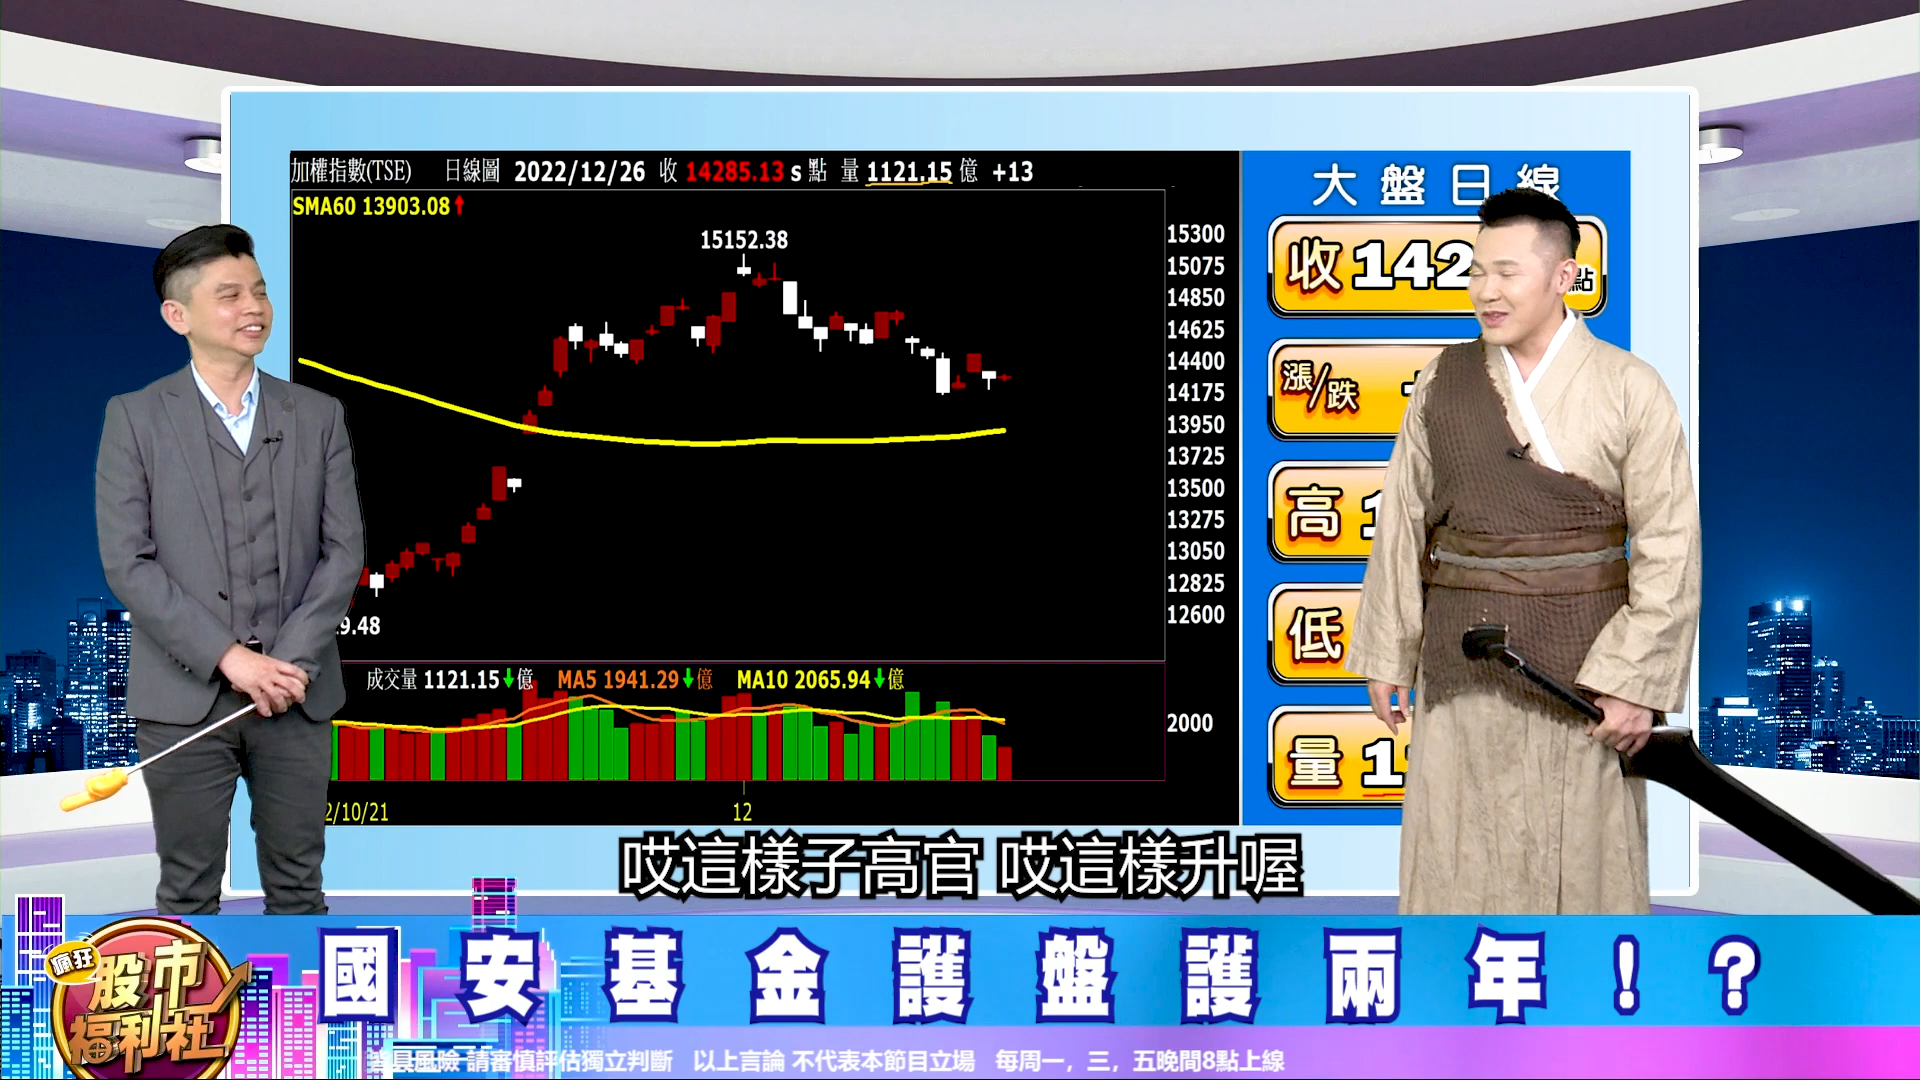 加權指數(TSE) 日線圖 2022/12/26 收 14285.13 s 點 量 1121.15 億 +13
SMA60 13903.08
15152.38
15300
15075
14850
14625
14400
14175
13950
13725
13500
13275
13050
12825
12600
9.48
成交量 1121.15 億 MA5 1941.29 億 MA10 2065.94 億
2000
2/10/21
12
大盤日線
收 142 點
漲/跌
高 1
低
量 1
哎這樣子高官 哎這樣升喔
國安基金護盤護兩年！？
瘋狂
股市
福利社
皆具風險 請審慎評估獨立判斷 以上言論 不代表本節目立場 每周一，三，五晚間8點上線